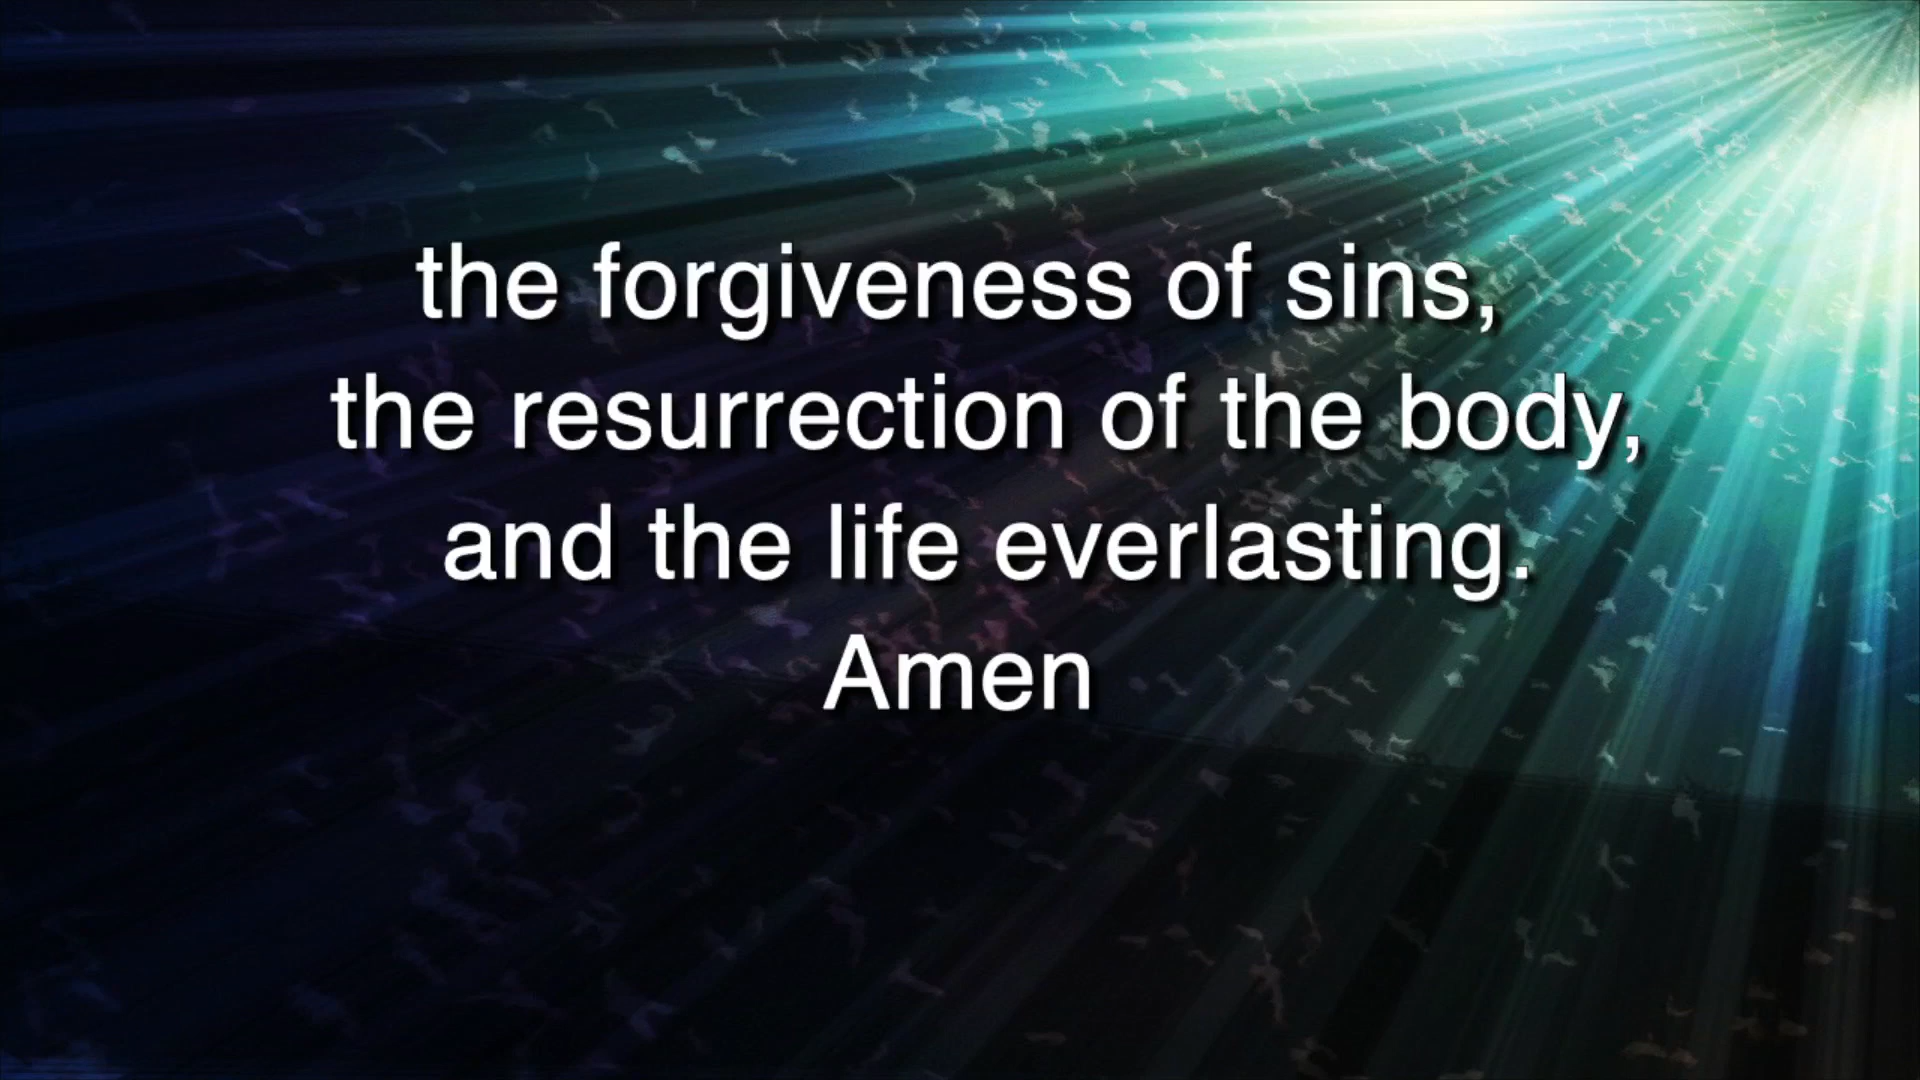 the forgiveness of sins,
the resurrection of the body,
and the life everlasting.
Amen